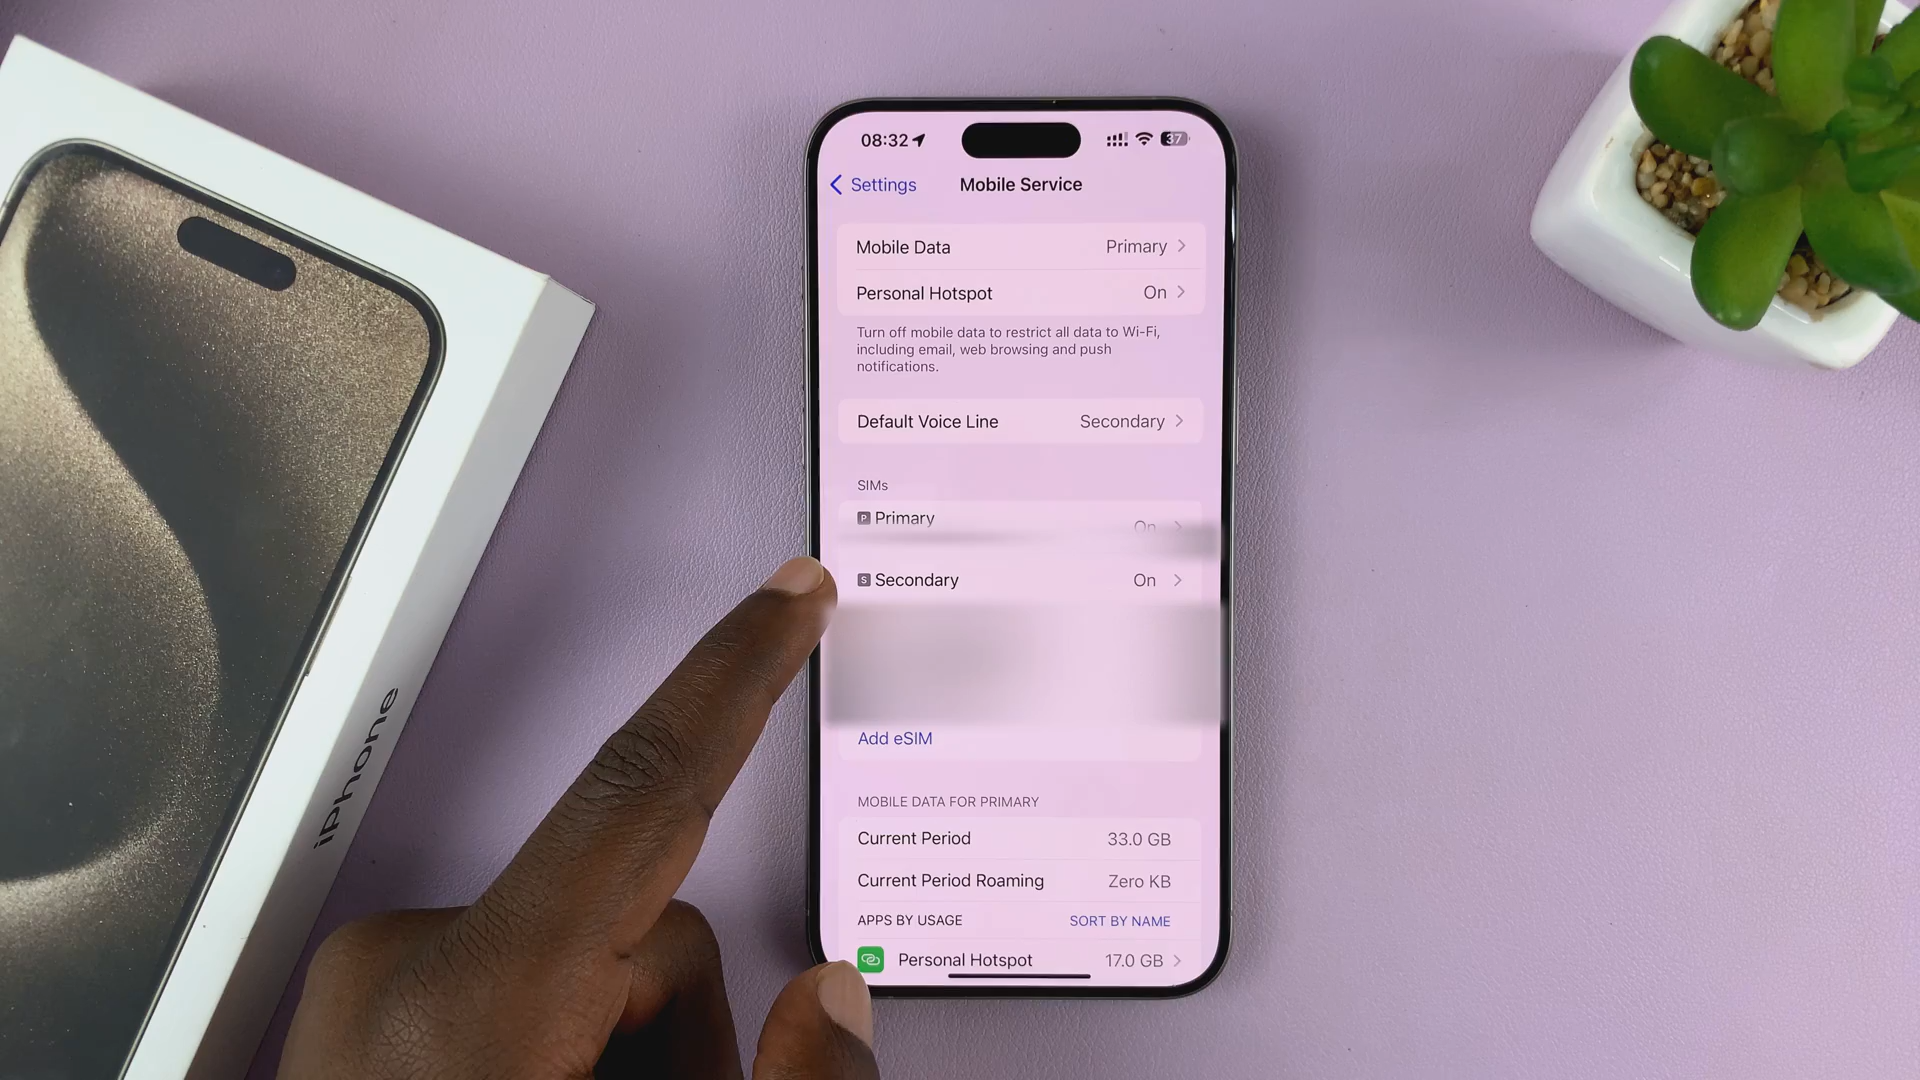 iPhone
08:32
37
Settings
Mobile Service
Mobile Data Primary
Personal Hotspot On
Turn off mobile data to restrict all data to Wi-Fi,
including email, web browsing and push
notifications.
Default Voice Line Secondary
SIMs
P Primary On
S Secondary On
Add eSIM
MOBILE DATA FOR PRIMARY
Current Period 33.0 GB
Current Period Roaming Zero KB
APPS BY USAGE SORT BY NAME
Personal Hotspot 17.0 GB